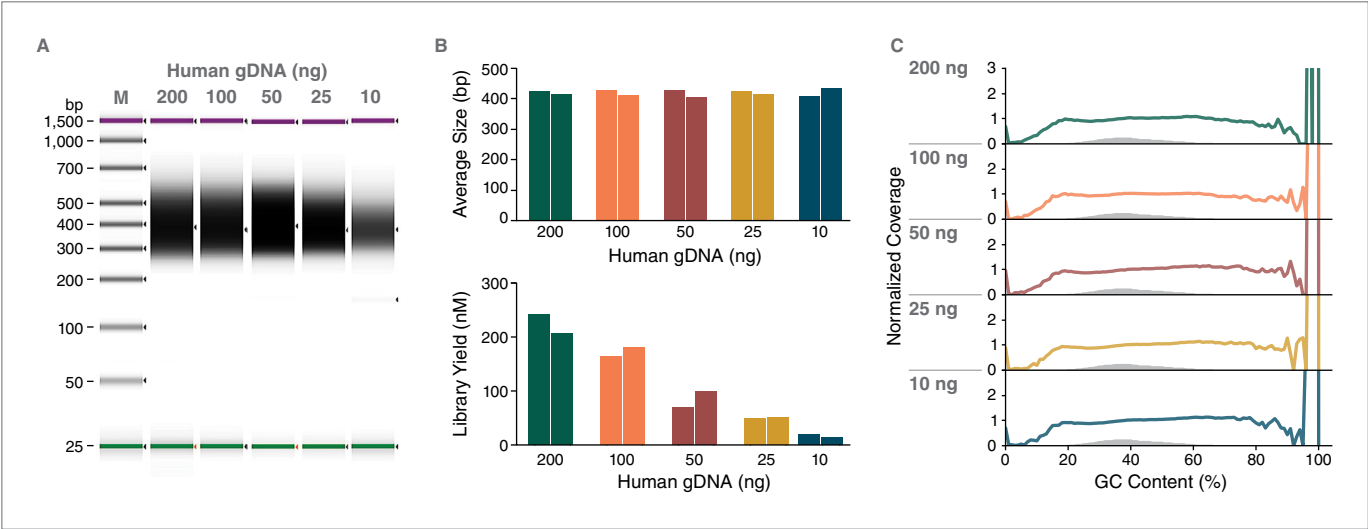 A
Human gDNA (ng)
bp M 200 100 50 25 10
1,500
1,000
700
500
400
300
200
100
50
25
B
Average Size (bp)
500
400
300
200
100
0
200 100 50 25 10
Human gDNA (ng)
Library Yield (nM)
300
200
100
0
200 100 50 25 10
Human gDNA (ng)
C
Normalized Coverage
200 ng
3
2
1
0
100 ng
2
1
0
50 ng
2
1
0
25 ng
2
1
0
10 ng
2
1
0
0 20 40 60 80 100
GC Content (%)